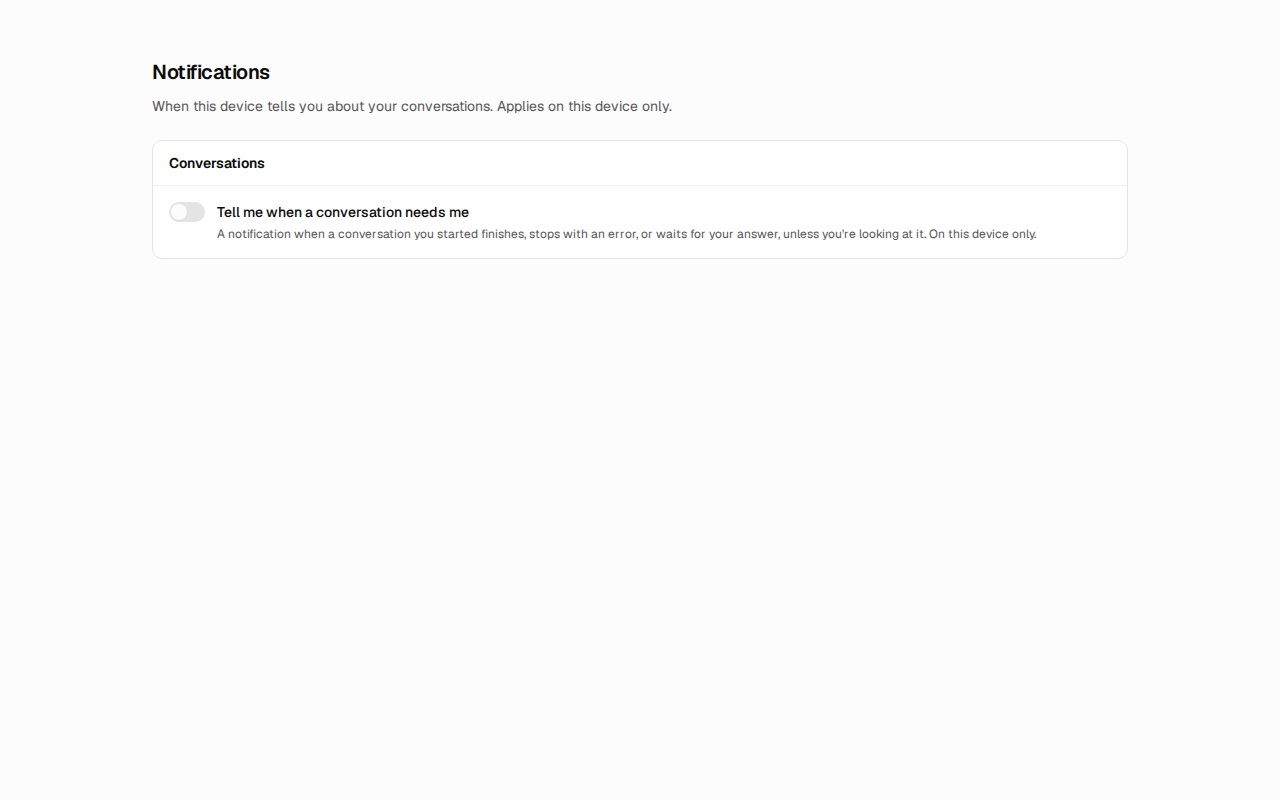 Notifications
When this device tells you about your conversations. Applies on this device only.
Conversations
Tell me when a conversation needs me
A notification when a conversation you started finishes, stops with an error, or waits for your answer, unless you're looking at it. On this device only.